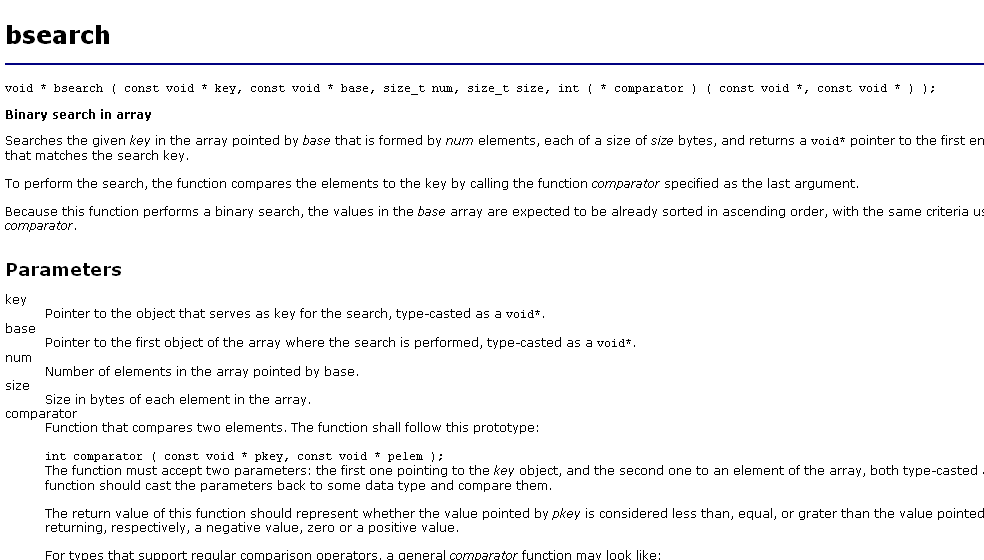 bsearch
void * bsearch ( const void * key, const void * base, size_t num, size_t size, int ( * comparator ) ( const void *, const void * ) );
Binary search in array
Searches the given key in the array pointed by base that is formed by num elements, each of a size of size bytes, and returns a void* pointer to the first en
that matches the search key.
To perform the search, the function compares the elements to the key by calling the function comparator specified as the last argument.
Because this function performs a binary search, the values in the base array are expected to be already sorted in ascending order, with the same criteria us
comparator.
Parameters
key
Pointer to the object that serves as key for the search, type-casted as a void*.
base
Pointer to the first object of the array where the search is performed, type-casted as a void*.
num
Number of elements in the array pointed by base.
size
Size in bytes of each element in the array.
comparator
Function that compares two elements. The function shall follow this prototype:
int comparator ( const void * pkey, const void * pelem );
The function must accept two parameters: the first one pointing to the key object, and the second one to an element of the array, both type-casted
function should cast the parameters back to some data type and compare them.
The return value of this function should represent whether the value pointed by pkey is considered less than, equal, or grater than the value pointed
returning, respectively, a negative value, zero or a positive value.
For types that support regular comparison operators, a general comparator function may look like: